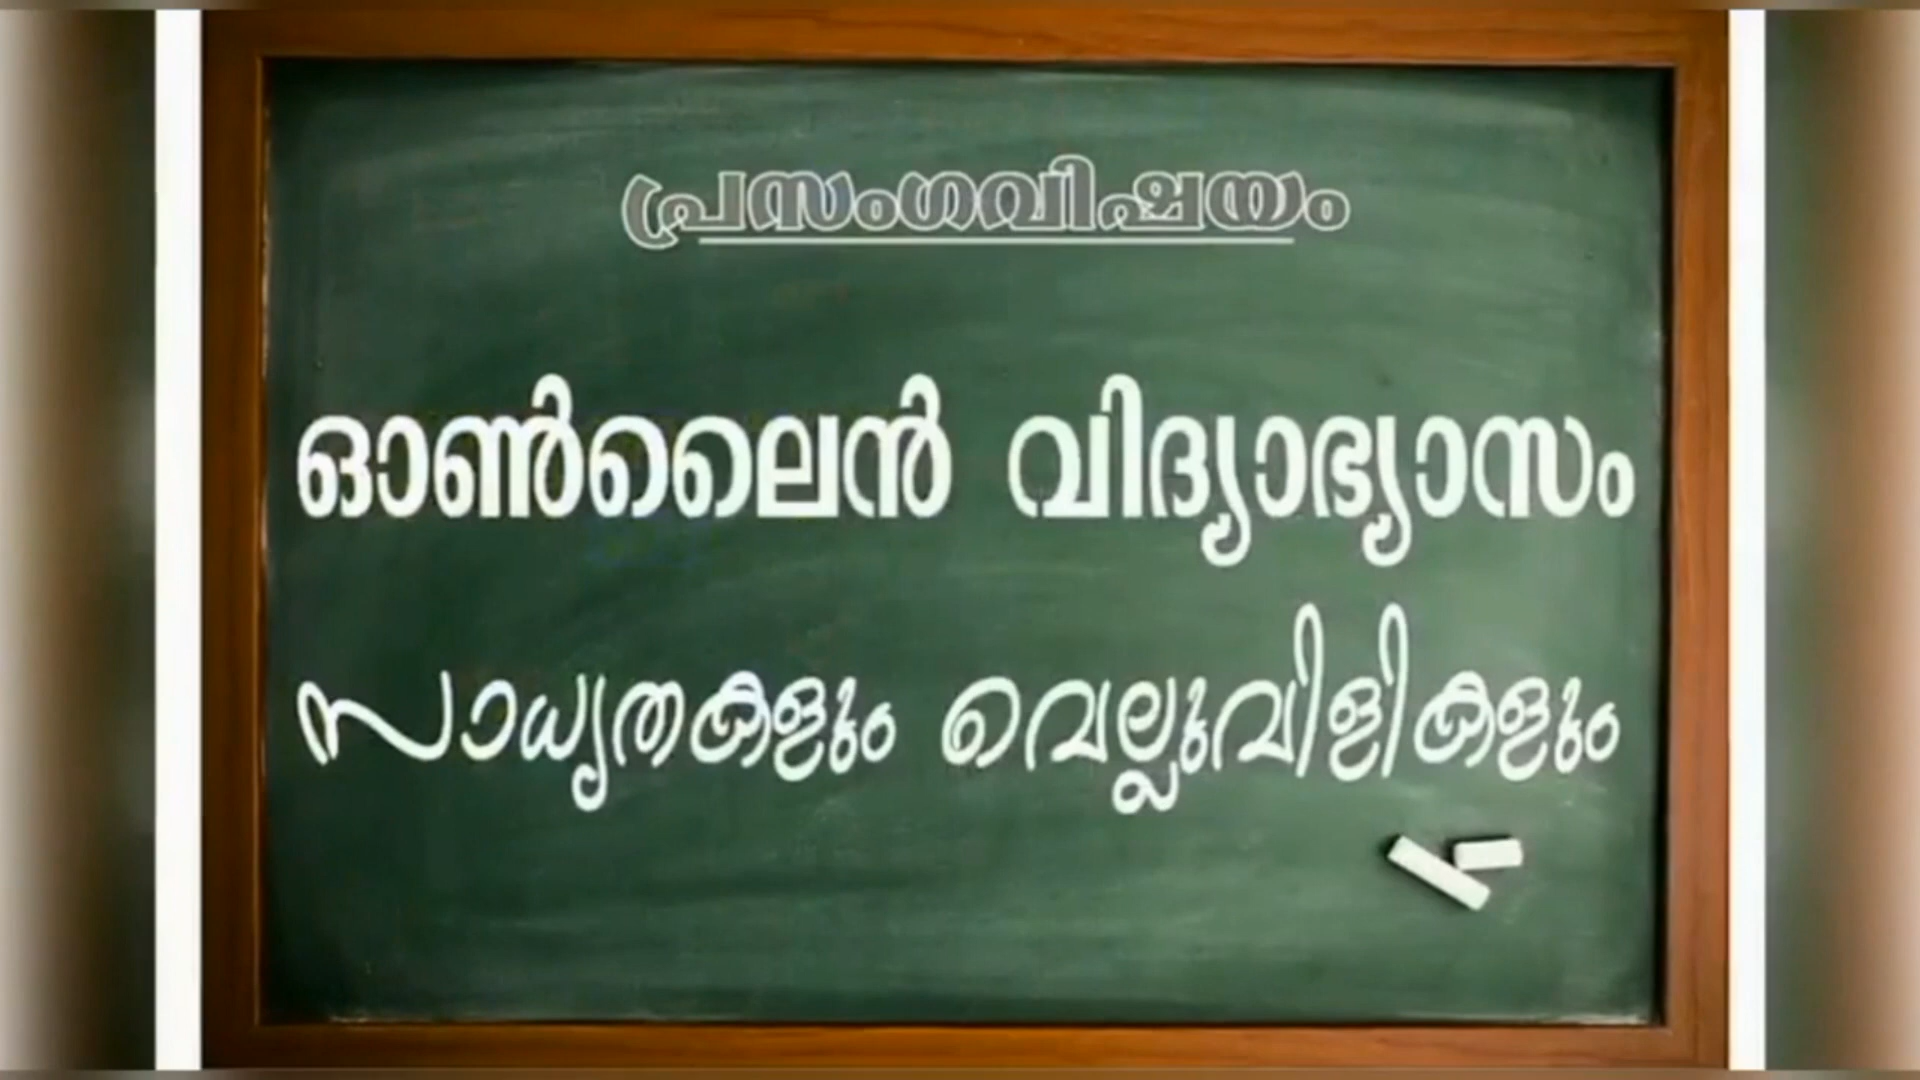 പ്രസംഗവിഷയം
ഓൺലൈൻ വിദ്യാഭ്യാസം
സാധ്യതകളും വെല്ലുവിളികളും